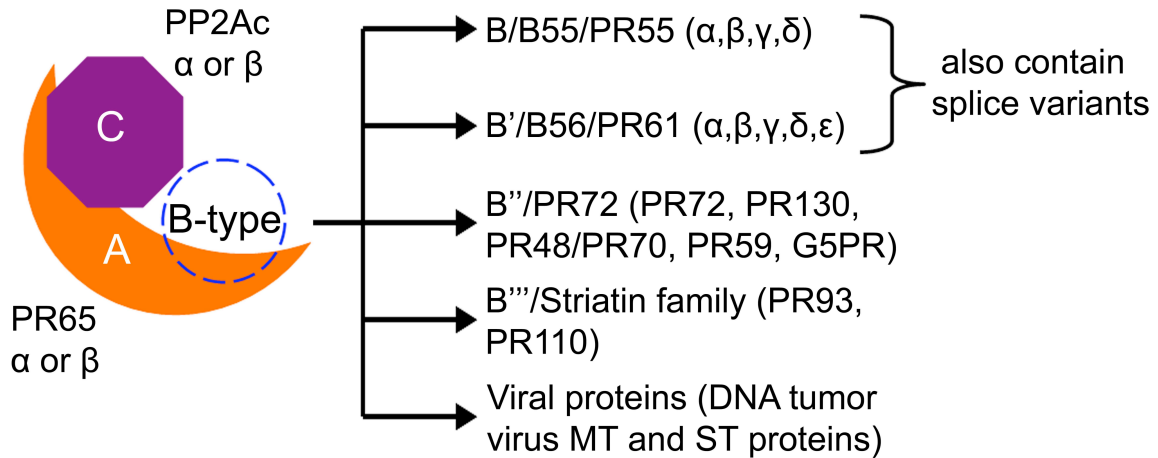 PP2Ac
α or β
C
B-type
A
PR65
α or β
B/B55/PR55 (α,β,γ,δ)
B’/B56/PR61 (α,β,γ,δ,ε)
also contain
splice variants
B’’/PR72 (PR72, PR130,
PR48/PR70, PR59, G5PR)
B’’’/Striatin family (PR93,
PR110)
Viral proteins (DNA tumor
virus MT and ST proteins)